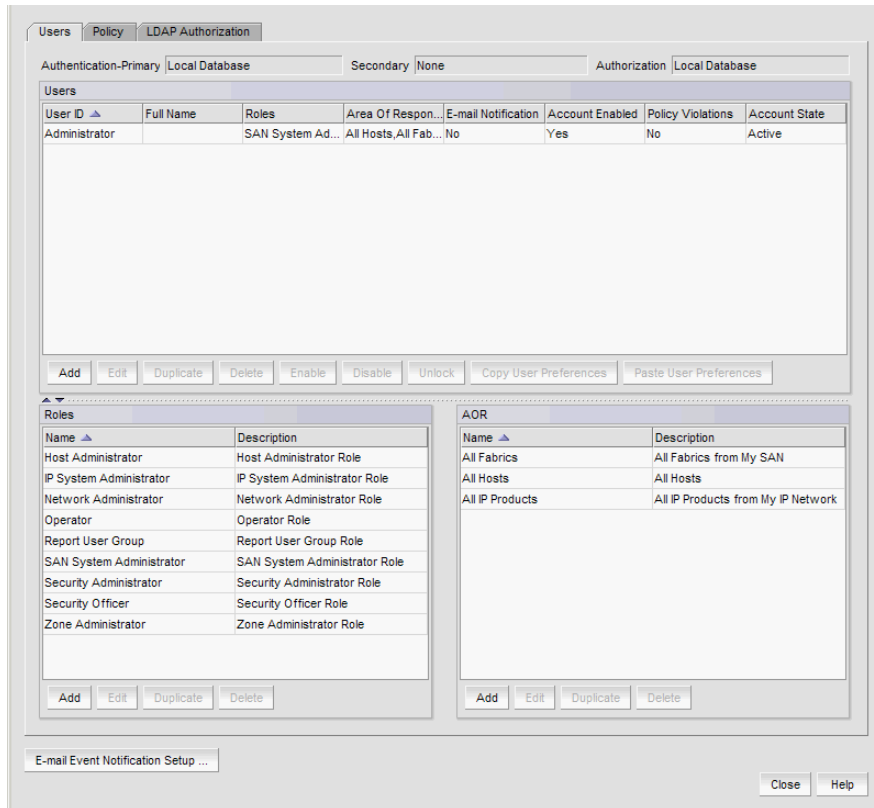 Users Policy LDAP Authorization
Authentication-Primary Local Database Secondary None Authorization Local Database
Users
User ID Full Name Roles Area Of Respon... E-mail Notification Account Enabled Policy Violations Account State
Administrator SAN System Ad... All Hosts,All Fab... No Yes No Active
Add Edit Duplicate Delete Enable Disable Unlock Copy User Preferences Paste User Preferences
Roles
Name Description
Host Administrator Host Administrator Role
IP System Administrator IP System Administrator Role
Network Administrator Network Administrator Role
Operator Operator Role
Report User Group Report User Group Role
SAN System Administrator SAN System Administrator Role
Security Administrator Security Administrator Role
Security Officer Security Officer Role
Zone Administrator Zone Administrator Role
Add Edit Duplicate Delete
AOR
Name Description
All Fabrics All Fabrics from My SAN
All Hosts All Hosts
All IP Products All IP Products from My IP Network
Add Edit Duplicate Delete
E-mail Event Notification Setup ...
Close Help